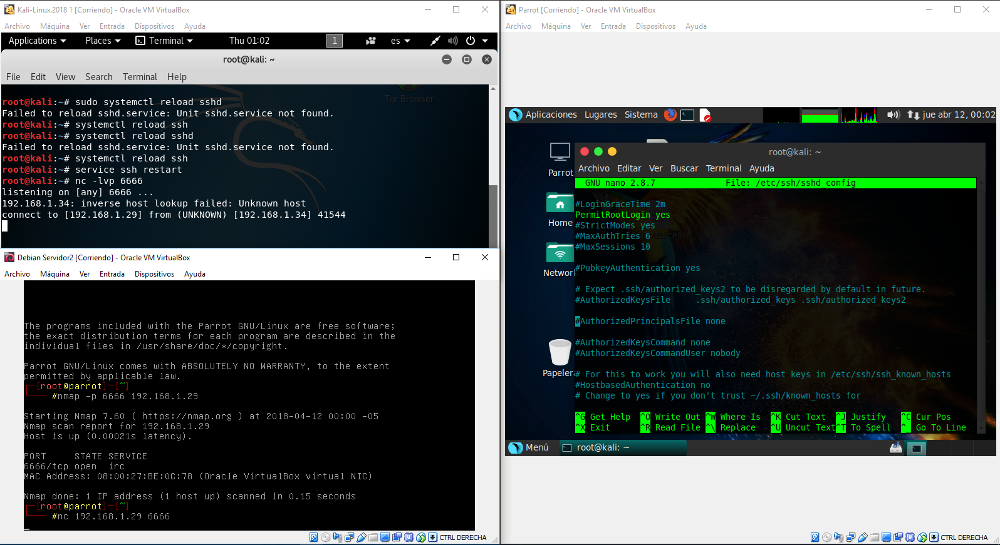 Kali-Linux.2018 1 [Corriendo] - Oracle VM VirtualBox
Archivo Máquina Ver Entrada Dispositivos Ayuda
Applications Places Terminal Thu 01:02 1 es
root@kali: ~
File Edit View Search Terminal Help
Tor Browser
root@kali:~# sudo systemctl reload sshd
Failed to reload sshd.service: Unit sshd.service not found.
root@kali:~# systemctl reload ssh
root@kali:~# systemctl reload sshd
Failed to reload sshd.service: Unit sshd.service not found.
root@kali:~# systemctl reload ssh
root@kali:~# service ssh restart
root@kali:~# nc -lvp 6666
listening on [any] 6666 ...
192.168.1.34: inverse host lookup failed: Unknown host
connect to [192.168.1.29] from (UNKNOWN) [192.168.1.34] 41544
Debian Servidor2 [Corriendo] - Oracle VM VirtualBox
Archivo Máquina Ver Entrada Dispositivos Ayuda
The programs included with the Parrot GNU/Linux are free software;
the exact distribution terms for each program are described in the
individual files in /usr/share/doc/*/copyright.
Parrot GNU/Linux comes with ABSOLUTELY NO WARRANTY, to the extent
permitted by applicable law.
[root@parrot]-[~]
#nmap -p 6666 192.168.1.29
Starting Nmap 7.60 ( https://nmap.org ) at 2018-04-12 00:00 -05
Nmap scan report for 192.168.1.29
Host is up (0.00021s latency).
PORT STATE SERVICE
6666/tcp open irc
MAC Address: 08:00:27:BE:0C:78 (Oracle VirtualBox virtual NIC)
Nmap done: 1 IP address (1 host up) scanned in 0.15 seconds
[root@parrot]-[~]
#nc 192.168.1.29 6666
CTRL DERECHA
Parrot [Corriendo] - Oracle VM VirtualBox
Archivo Máquina Ver Entrada Dispositivos Ayuda
Aplicaciones Lugares Sistema jue abr 12, 00:02
Parrot
Home
Networ
Papelera
root@kali: ~
Archivo Editar Ver Buscar Terminal Ayuda
GNU nano 2.8.7 File: /etc/ssh/sshd_config
#LoginGraceTime 2m
PermitRootLogin yes
#StrictModes yes
#MaxAuthTries 6
#MaxSessions 10
#PubkeyAuthentication yes
# Expect .ssh/authorized_keys2 to be disregarded by default in future.
#AuthorizedKeysFile .ssh/authorized_keys .ssh/authorized_keys2
#AuthorizedPrincipalsFile none
#AuthorizedKeysCommand none
#AuthorizedKeysCommandUser nobody
# For this to work you will also need host keys in /etc/ssh/ssh_known_hosts
#HostbasedAuthentication no
# Change to yes if you don't trust ~/.ssh/known_hosts for
^G Get Help ^O Write Out ^W Where Is ^K Cut Text ^J Justify ^C Cur Pos
^X Exit ^R Read File ^\ Replace ^U Uncut Text ^T To Spell ^_ Go To Line
Menú root@kali: ~
CTRL DERECHA